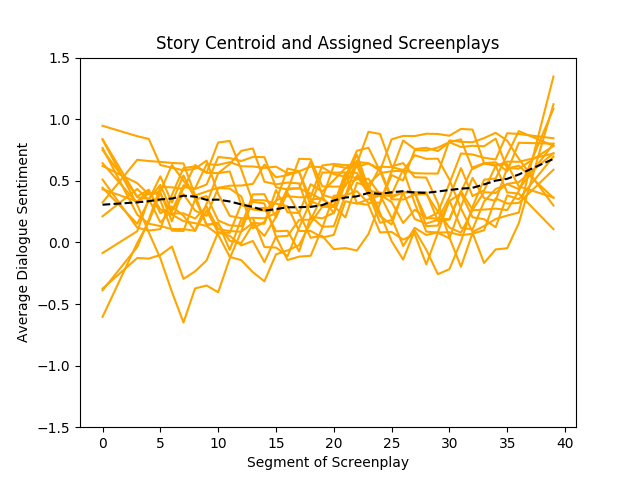 Story Centroid and Assigned Screenplays
Average Dialogue Sentiment
1.5
1.0
0.5
0.0
−0.5
−1.0
−1.5
0 5 10 15 20 25 30 35 40
Segment of Screenplay